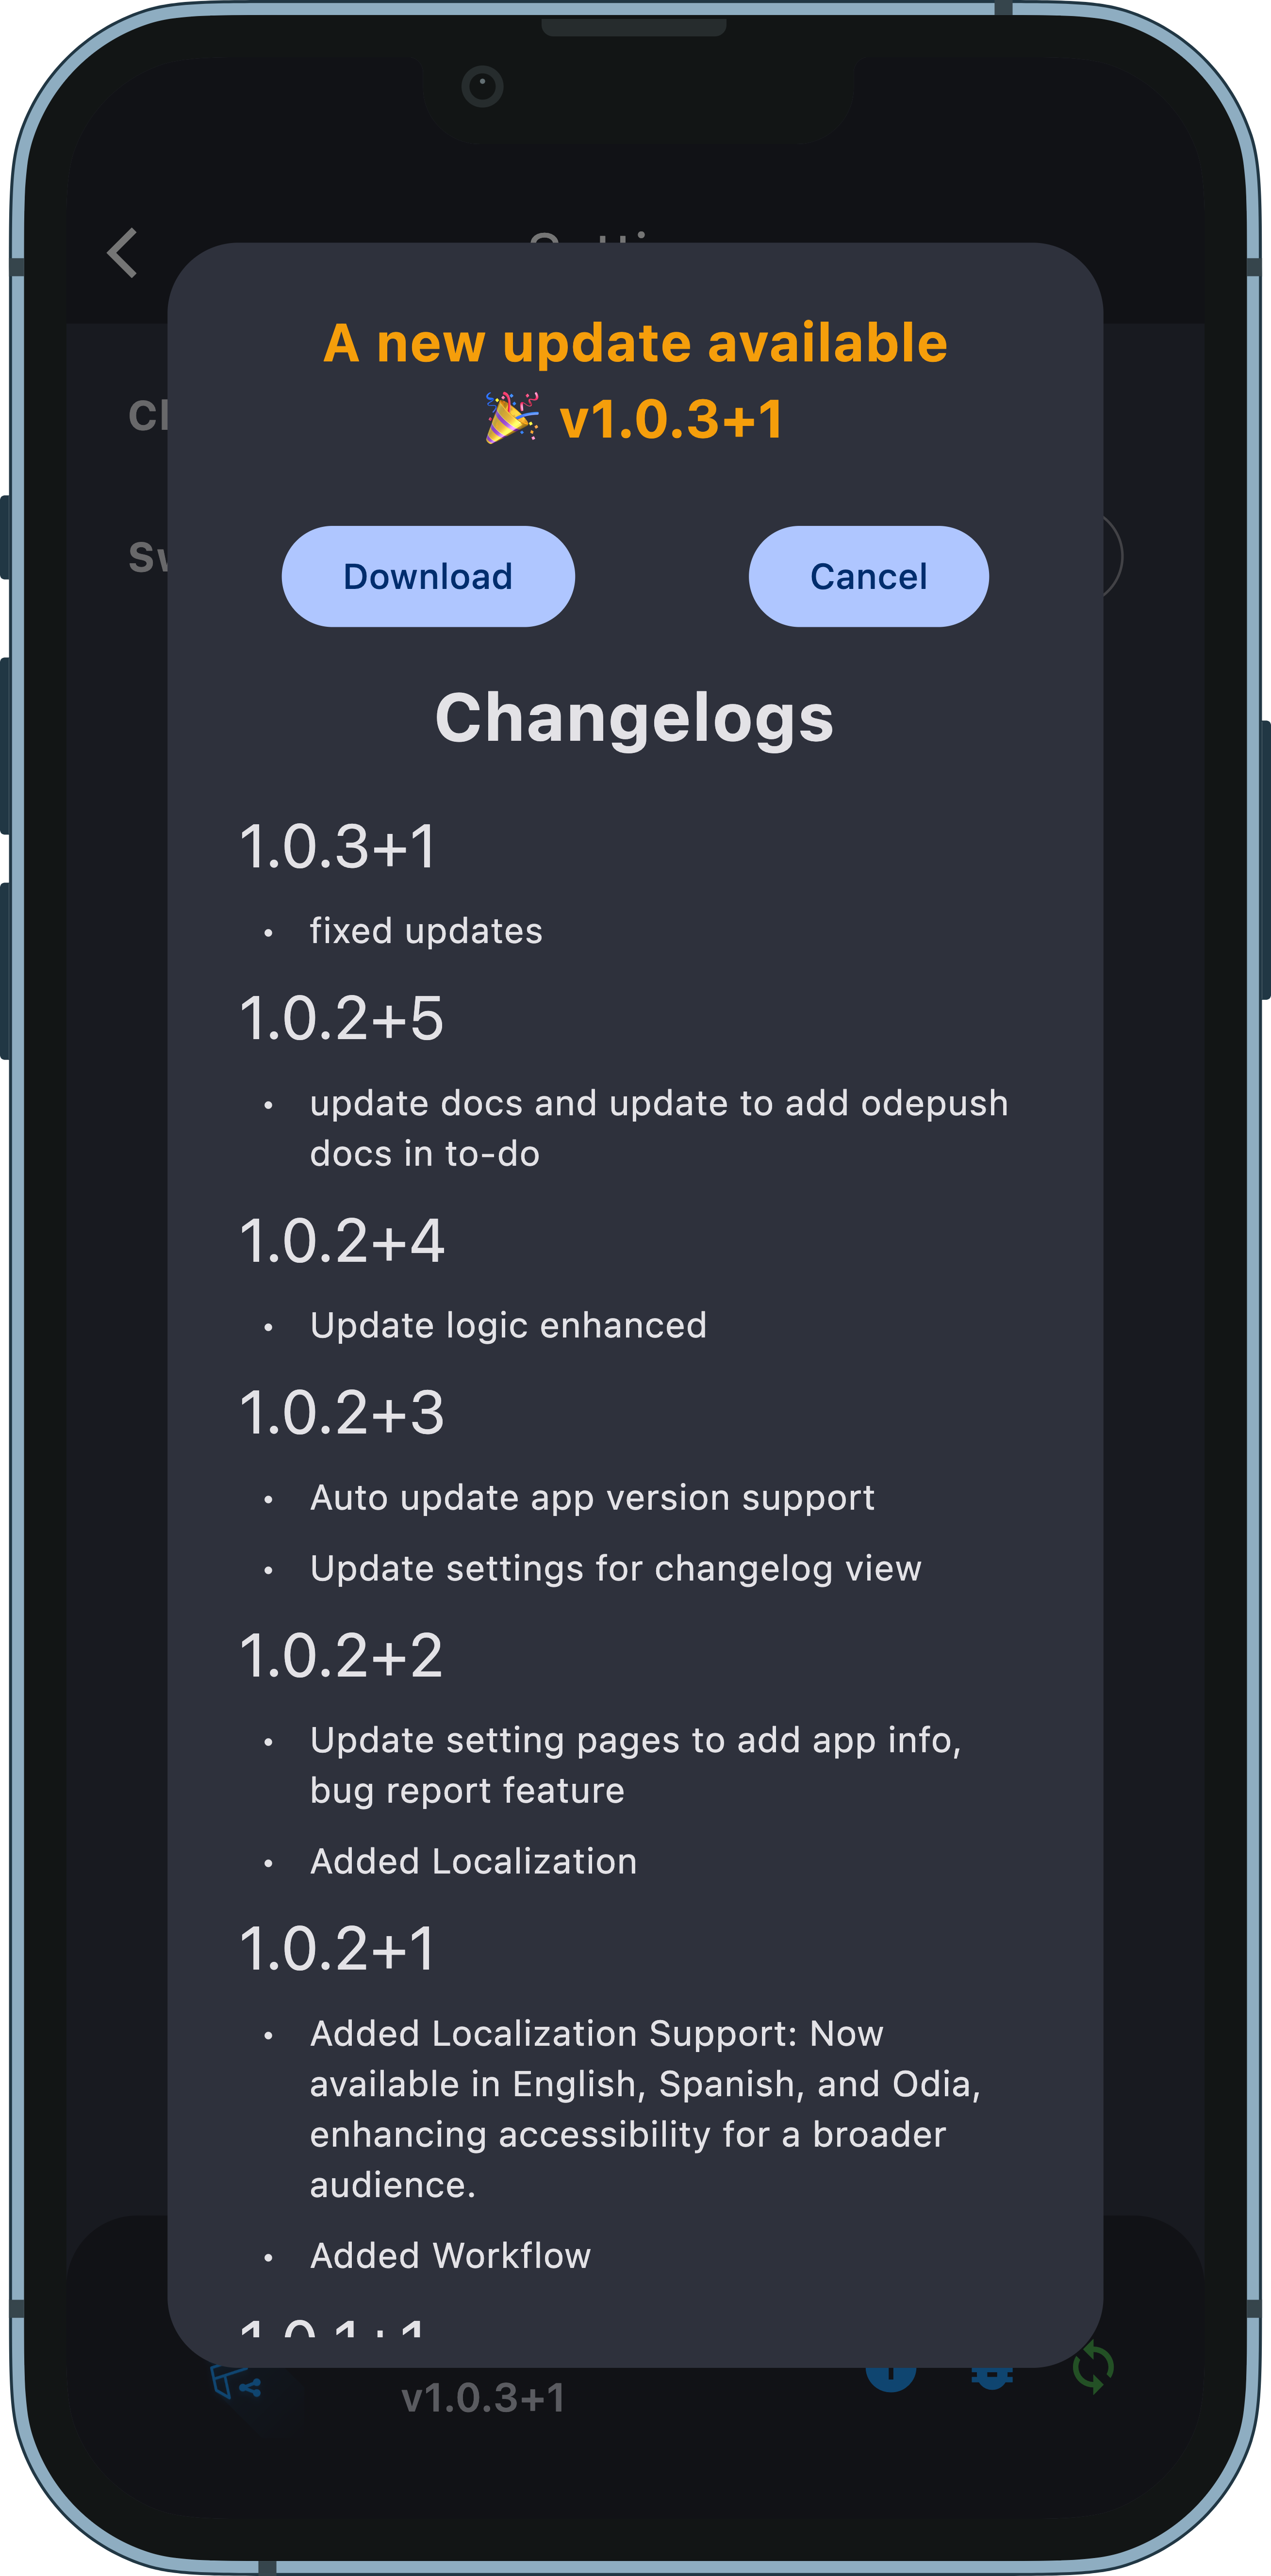 A new update available
🎉 v1.0.3+1
Download
Cancel
Changelogs
1.0.3+1
• fixed updates
1.0.2+5
• update docs and update to add odepush
docs in to-do
1.0.2+4
• Update logic enhanced
1.0.2+3
• Auto update app version support
• Update settings for changelog view
1.0.2+2
• Update setting pages to add app info,
bug report feature
• Added Localization
1.0.2+1
• Added Localization Support: Now
available in English, Spanish, and Odia,
enhancing accessibility for a broader
audience.
• Added Workflow
1.0.1+1
v1.0.3+1